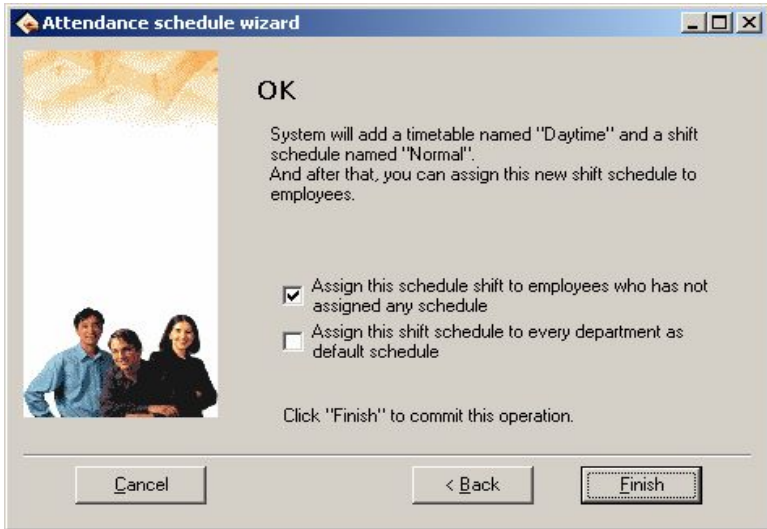 Attendance schedule wizard
OK
System will add a timetable named "Daytime" and a shift
schedule named "Normal".
And after that, you can assign this new shift schedule to
employees.
Assign this schedule shift to employees who has not
assigned any schedule
Assign this shift schedule to every department as
default schedule
Click "Finish" to commit this operation.
Cancel
< Back
Finish